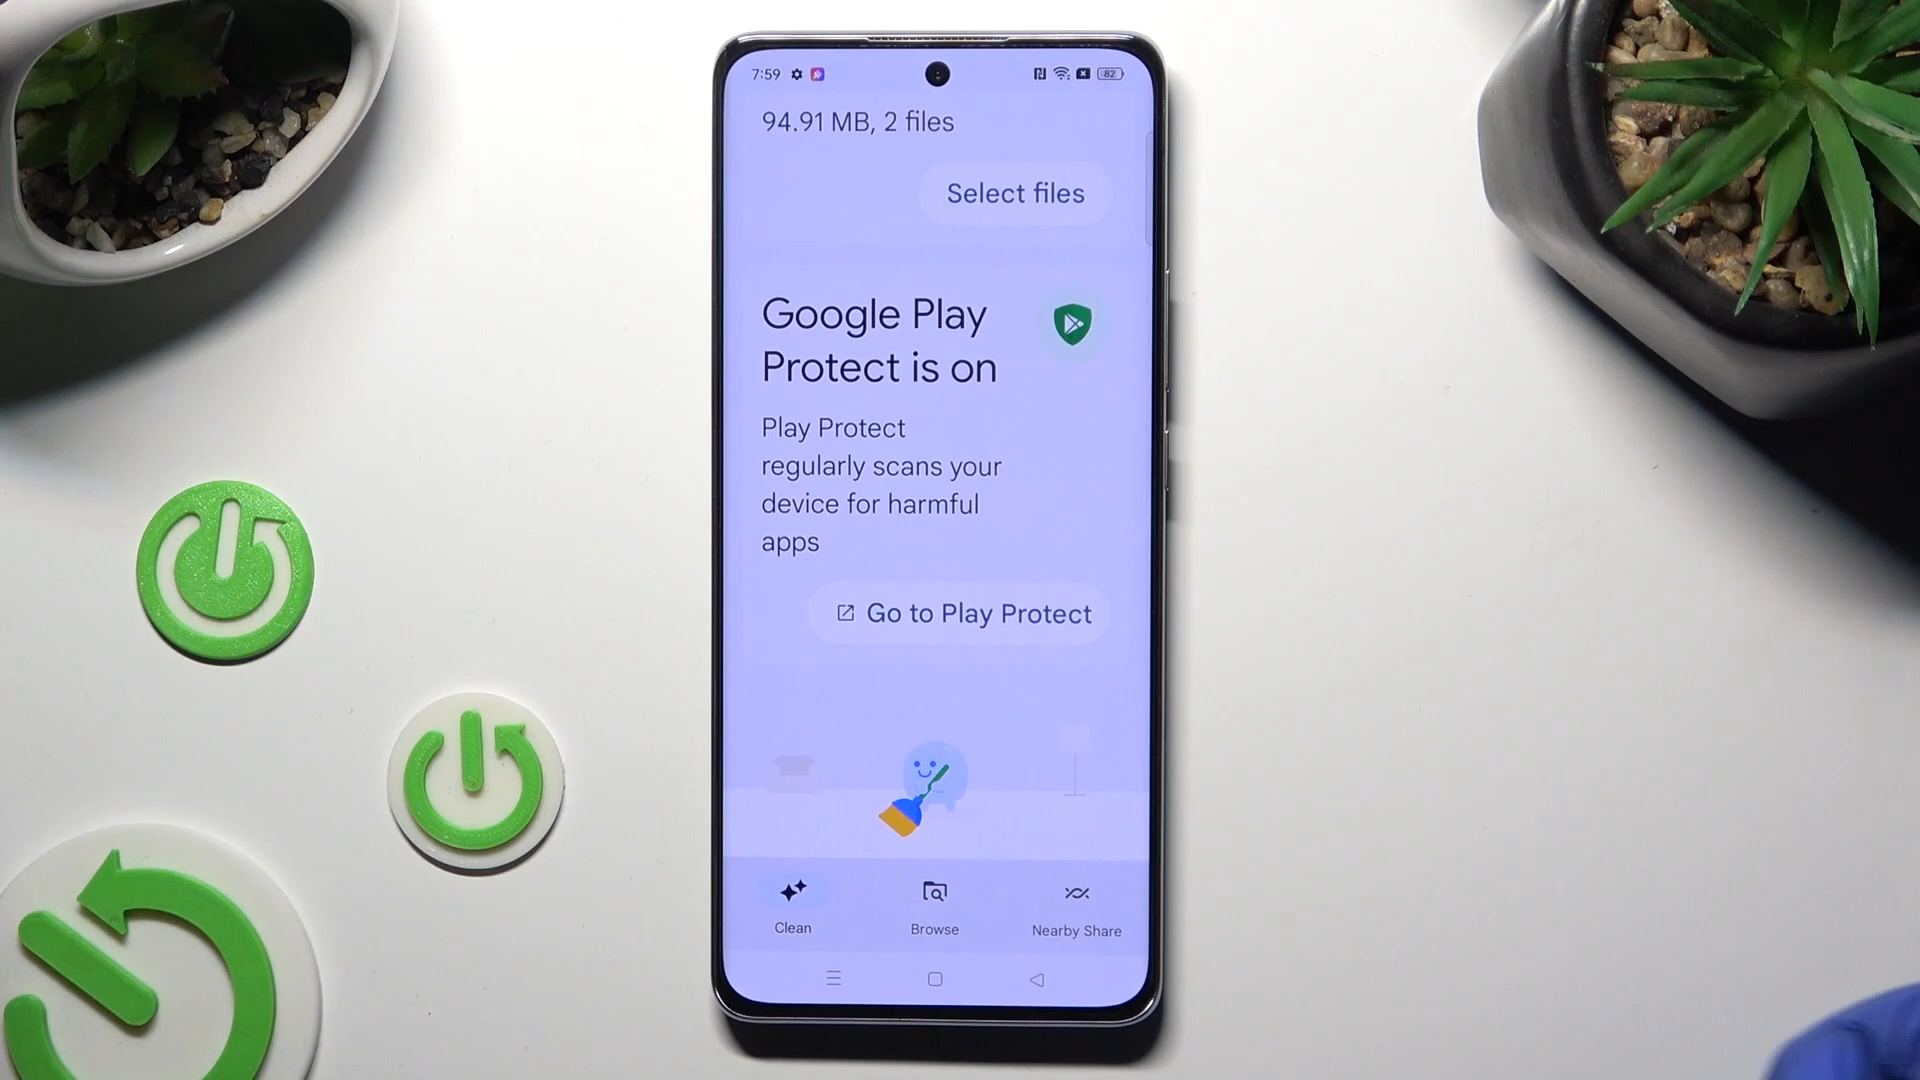 7:59
82
94.91 MB, 2 files
Select files
Google Play
Protect is on
Play Protect
regularly scans your
device for harmful
apps
Go to Play Protect
Clean
Browse
Nearby Share